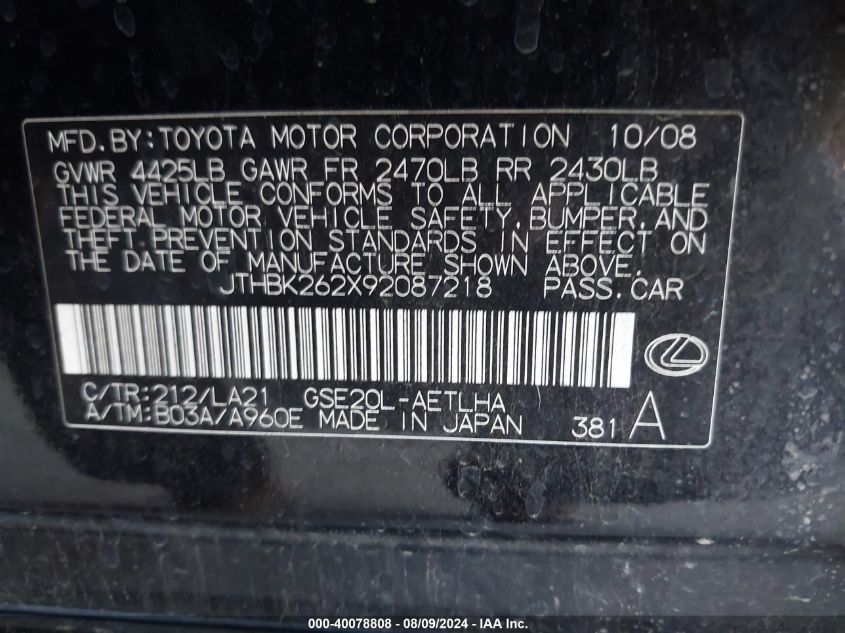 MFD.BY:TOYOTA MOTOR CORPORATION 10/08
GVWR 4425LB GAWR FR 2470LB RR 2430LB
THIS VEHICLE CONFORMS TO ALL APPLICABLE
FEDERAL MOTOR VEHICLE SAFETY,BUMPER,AND
THEFT PREVENTION STANDARDS IN EFFECT ON
THE DATE OF MANUFACTURE SHOWN ABOVE.
JTHBK262X92087218 PASS.CAR
C/TR:212/LA21 GSE20L-AETLHA
A/TM:B03A/A960E MADE IN JAPAN 381 A
000-40078808 - 08/09/2024 - IAA Inc.